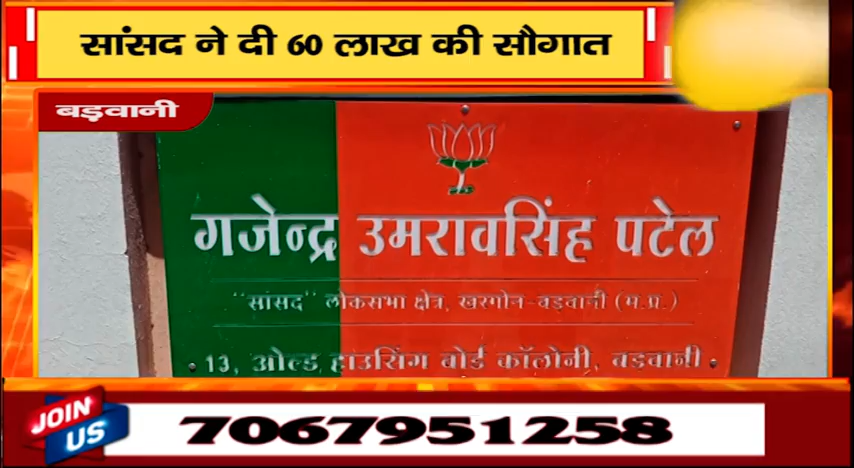 सांसद ने दी 60 लाख की सौगात
बड़वानी
गजेन्द्र उमरावसिंह पटेल
"सांसद" लोकसभा क्षेत्र, खरगोन-बड़वानी (म.प्र.)
13, ओल्ड हाउसिंग बोर्ड कॉलोनी, बड़वानी
JOIN US
7067951258